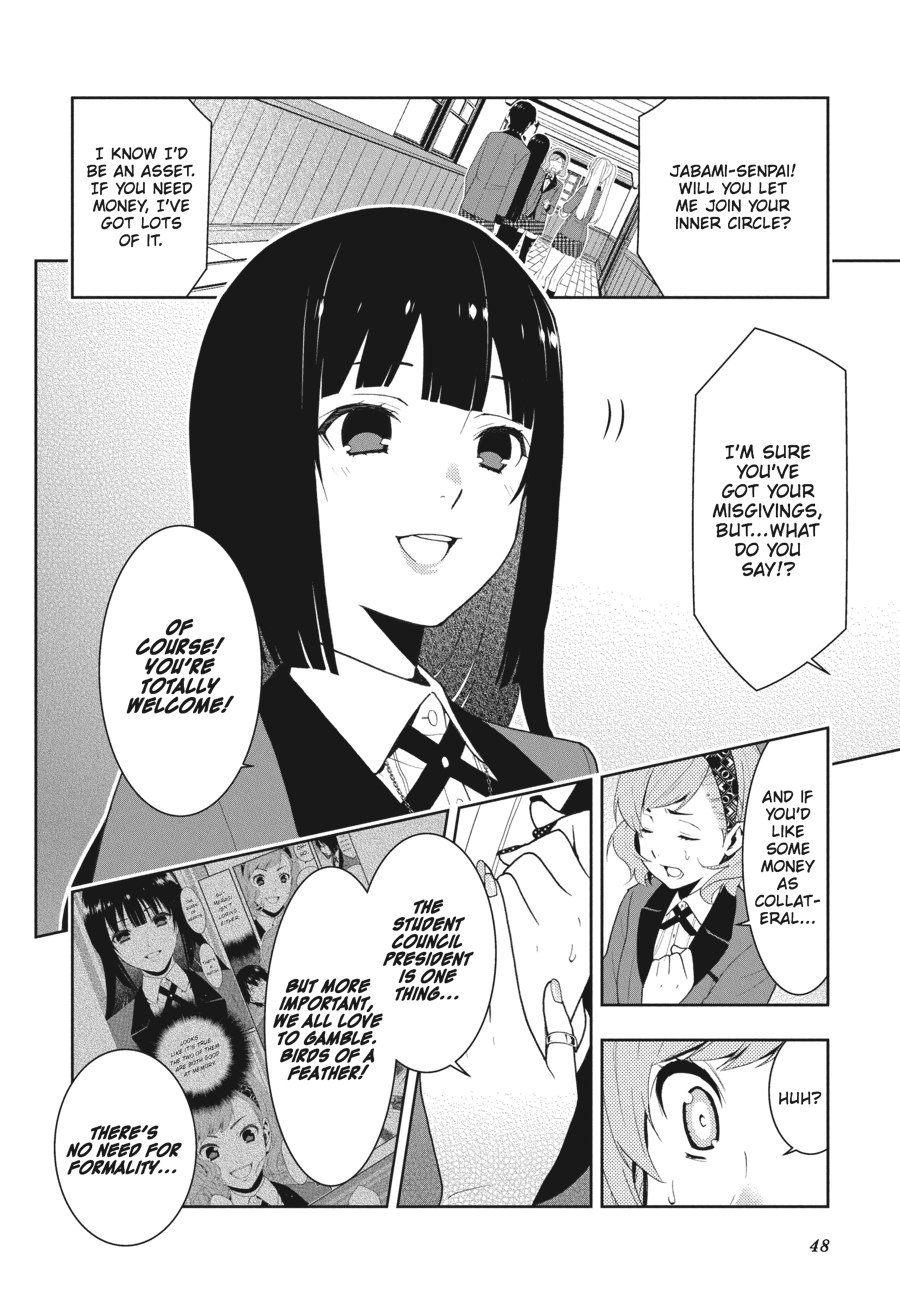 JABAMI-SENPAI!
WILL YOU LET
ME JOIN YOUR
INNER CIRCLE?
I KNOW I'D
BE AN ASSET.
IF YOU NEED
MONEY, I'VE
GOT LOTS
OF IT.
I'M SURE
YOU'VE
GOT YOUR
MISGIVINGS,
BUT...WHAT
DO YOU
SAY!?
OF
COURSE!
YOU'RE
TOTALLY
WELCOME!
AND IF
YOU'D
LIKE
SOME
MONEY
AS
COLLAT-
ERAL...
HUH?
THE
STUDENT
COUNCIL
PRESIDENT
IS ONE
THING...
BUT MORE
IMPORTANT,
WE ALL LOVE
TO GAMBLE.
BIRDS OF A
FEATHER!
LOOKS
LIKE IT'S TRUE.
THE TWO OF THEM
ARE BOTH GOOD
AT MEMORY.
THERE'S
NO NEED FOR
FORMALITY...
48